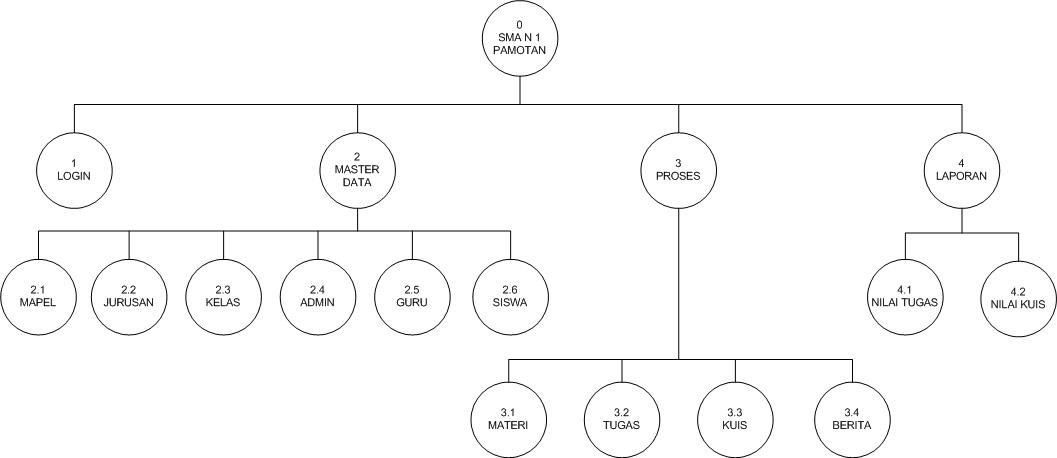 0
SMA N 1
PAMOTAN
1
LOGIN
2
MASTER
DATA
3
PROSES
4
LAPORAN
2.1
MAPEL
2.2
JURUSAN
2.3
KELAS
2.4
ADMIN
2.5
GURU
2.6
SISWA
4.1
NILAI TUGAS
4.2
NILAI KUIS
3.1
MATERI
3.2
TUGAS
3.3
KUIS
3.4
BERITA